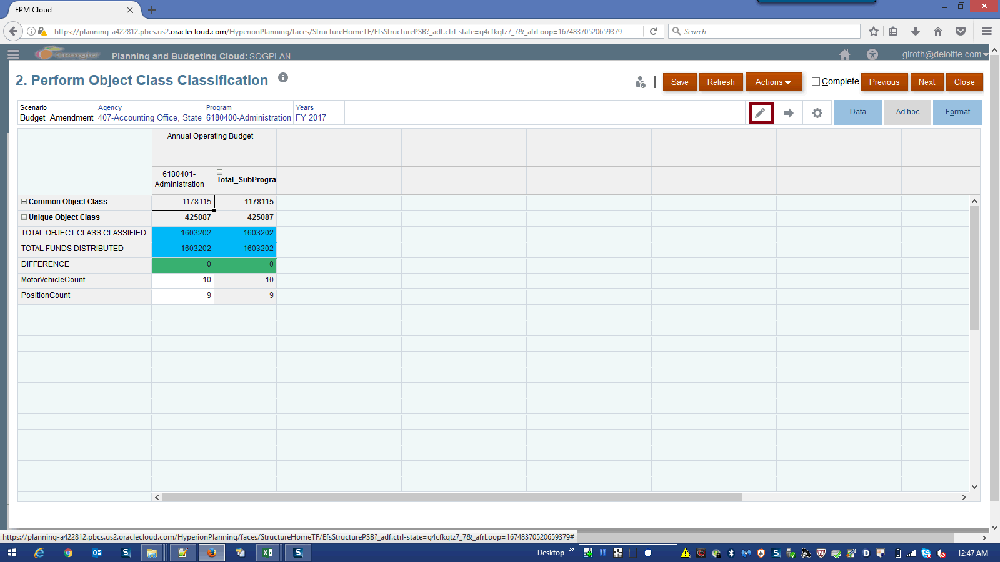 EPM Cloud
https://planning-a422812.pbcs.us2.oraclecloud.com/HyperionPlanning/faces/StructureHomeTF/EfsStructurePSB?_adf.ctrl-state=g4cfkqtz7_7&_afrLoop=16748370520659379
Search
Georgia Planning and Budgeting Cloud: SOGPLAN
glroth@deloitte.com
2. Perform Object Class Classification
Save Refresh Actions Complete Previous Next Close
Scenario Agency Program Years
Budget_Amendment 407-Accounting Office, State 6180400-Administration FY 2017
Data Ad hoc Format
Annual Operating Budget
6180401-
Administration
Total_SubProgra
Common Object Class 1178115 1178115
Unique Object Class 425087 425087
TOTAL OBJECT CLASS CLASSIFIED 1603202 1603202
TOTAL FUNDS DISTRIBUTED 1603202 1603202
DIFFERENCE 0 0
MotorVehicleCount 10 10
PositionCount 9 9
https://planning-a422812.pbcs.us2.oraclecloud.com/HyperionPlanning/faces/StructureHomeTF/EfsStructurePSB?_adf.ctrl-state=g4cfkqtz7_7&_afrLoop=16748370520659379#
Desktop
12:47 AM